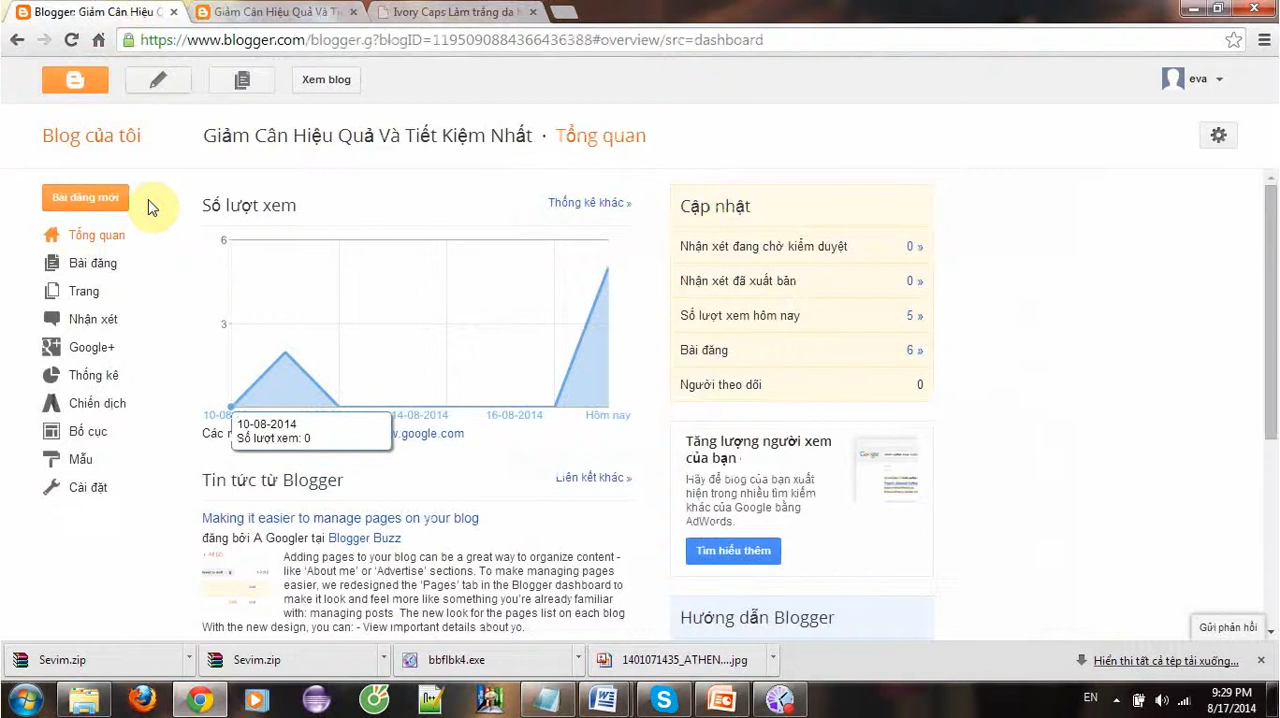 Blogger: Giảm Cân Hiệu C
Giảm Cân Hiệu Quả Và Tiết
Ivory Caps Làm trắng da
https://www.blogger.com/blogger.g?blogID=1195090884366436388#overview/src=dashboard
Xem blog
eva
Blog của tôi
Giảm Cân Hiệu Quả Và Tiết Kiệm Nhất · Tổng quan
Bài đăng mới
Tổng quan
Bài đăng
Trang
Nhận xét
Google+
Thống kê
Chiến dịch
Bố cục
Mẫu
Cài đặt
Số lượt xem
Thống kê khác »
6
3
10-08
14-08-2014
16-08-2014
Hôm nay
10-08-2014
Số lượt xem: 0
Các
.google.com
Tin tức từ Blogger
Liên kết khác »
Making it easier to manage pages on your blog
đăng bởi A Googler tại Blogger Buzz
Adding pages to your blog can be a great way to organize content -
like 'About me' or 'Advertise' sections. To make managing pages
easier, we redesigned the 'Pages' tab in the Blogger dashboard to
make it look and feel more like something you're already familiar
with: managing posts. The new look for the pages list on each blog
With the new design, you can: - View important details about yo.
Cập nhật
Nhận xét đang chờ kiểm duyệt 0 »
Nhận xét đã xuất bản 0 »
Số lượt xem hôm nay 5 »
Bài đăng 6 »
Người theo dõi 0
Tăng lượng người xem
của bạn
Hãy để blog của bạn xuất
hiện trong nhiều tìm kiếm
khác của Google bằng
AdWords.
Tìm hiểu thêm
Hướng dẫn Blogger
Gửi phản hồi
Sevim.zip
Sevim.zip
bbflbk4.exe
1401071435_ATHEN....jpg
Hiển thị tất cả tệp tải xuống...
EN
9:29 PM
8/17/2014